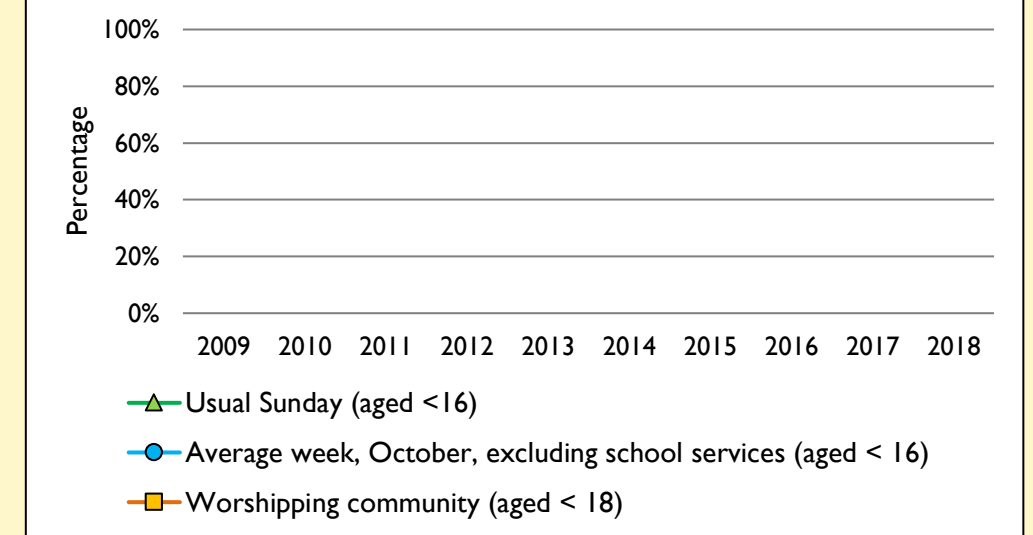 100%
80%
60%
40%
20%
0%
Percentage
2009 2010 2011 2012 2013 2014 2015 2016 2017 2018
Usual Sunday (aged <16)
Average week, October, excluding school services (aged < 16)
Worshipping community (aged < 18)